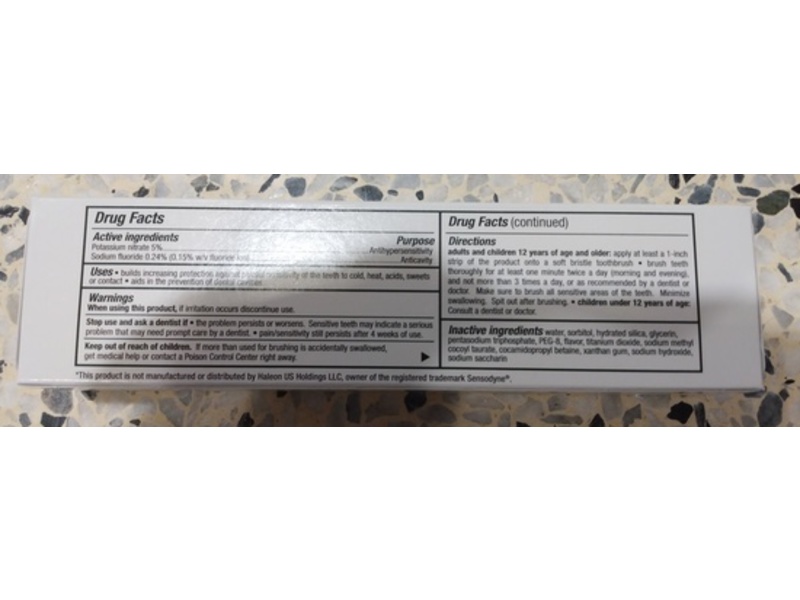 Drug Facts
Active ingredients
Purpose
Potassium nitrate 5%
Antihypersensitivity
Sodium fluoride 0.24% (0.15% w/v fluoride ion)
Anticavity
Uses • builds increasing protection against painful sensitivity of the teeth to cold, heat, acids, sweets
or contact • aids in the prevention of dental cavities
Warnings
When using this product, if irritation occurs discontinue use.
Stop use and ask a dentist if • the problem persists or worsens. Sensitive teeth may indicate a serious
problem that may need prompt care by a dentist. • pain/sensitivity still persists after 4 weeks of use.
Keep out of reach of children. If more than used for brushing is accidentally swallowed,
get medical help or contact a Poison Control Center right away.
*This product is not manufactured or distributed by Haleon US Holdings LLC, owner of the registered trademark Sensodyne®.
Drug Facts (continued)
Directions
adults and children 12 years of age and older: apply at least a 1-inch
strip of the product onto a soft bristle toothbrush • brush teeth
thoroughly for at least one minute twice a day (morning and evening),
and not more than 3 times a day, or as recommended by a dentist or
doctor. Make sure to brush all sensitive areas of the teeth. Minimize
swallowing. Spit out after brushing. • children under 12 years of age:
Consult a dentist or doctor.
Inactive ingredients water, sorbitol, hydrated silica, glycerin,
pentasodium triphosphate, PEG-8, flavor, titanium dioxide, sodium methyl
cocoyl taurate, cocamidopropyl betaine, xanthan gum, sodium hydroxide,
sodium saccharin